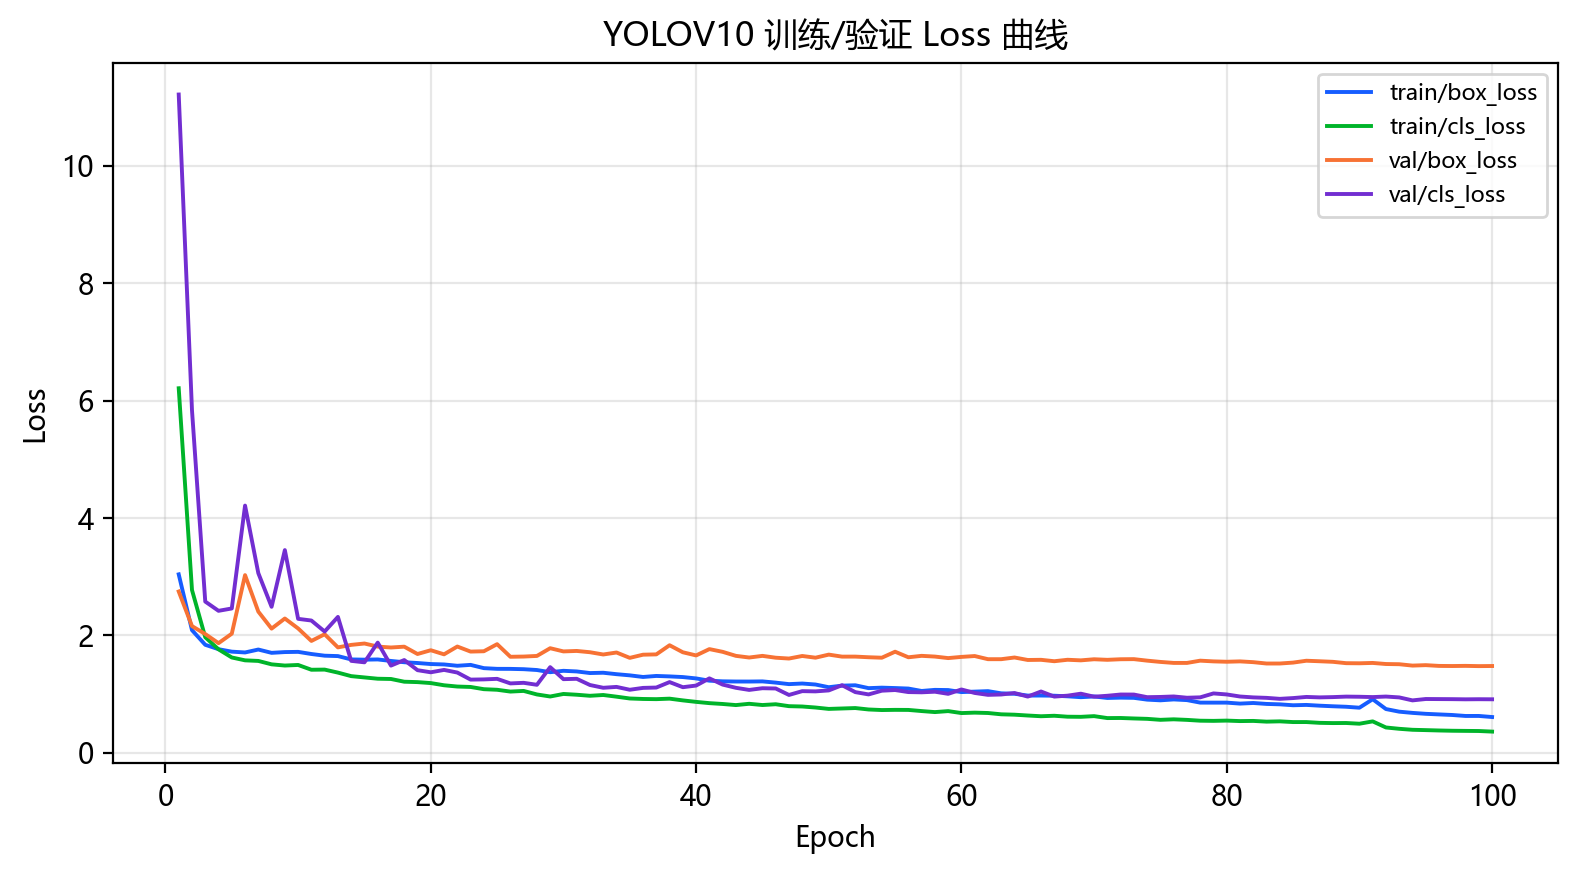 YOLOV10 训练/验证 Loss 曲线
train/box_loss
train/cls_loss
val/box_loss
val/cls_loss
10
8
6
4
2
0
Loss
0 20 40 60 80 100
Epoch